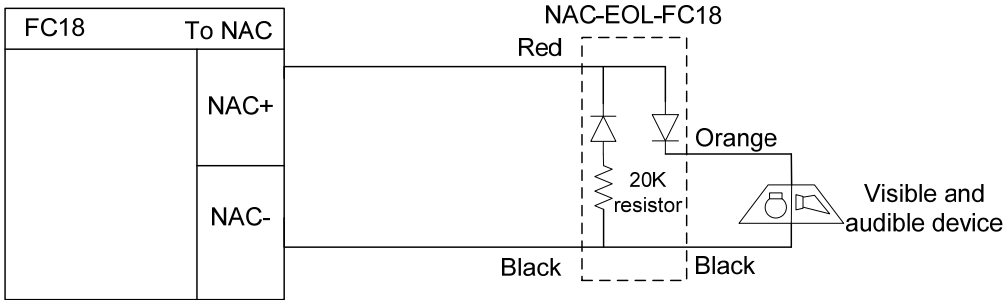 FC18
To NAC
NAC-EOL-FC18
Red
NAC+
Orange
20K
resistor
Visible and
audible device
NAC-
Black
Black